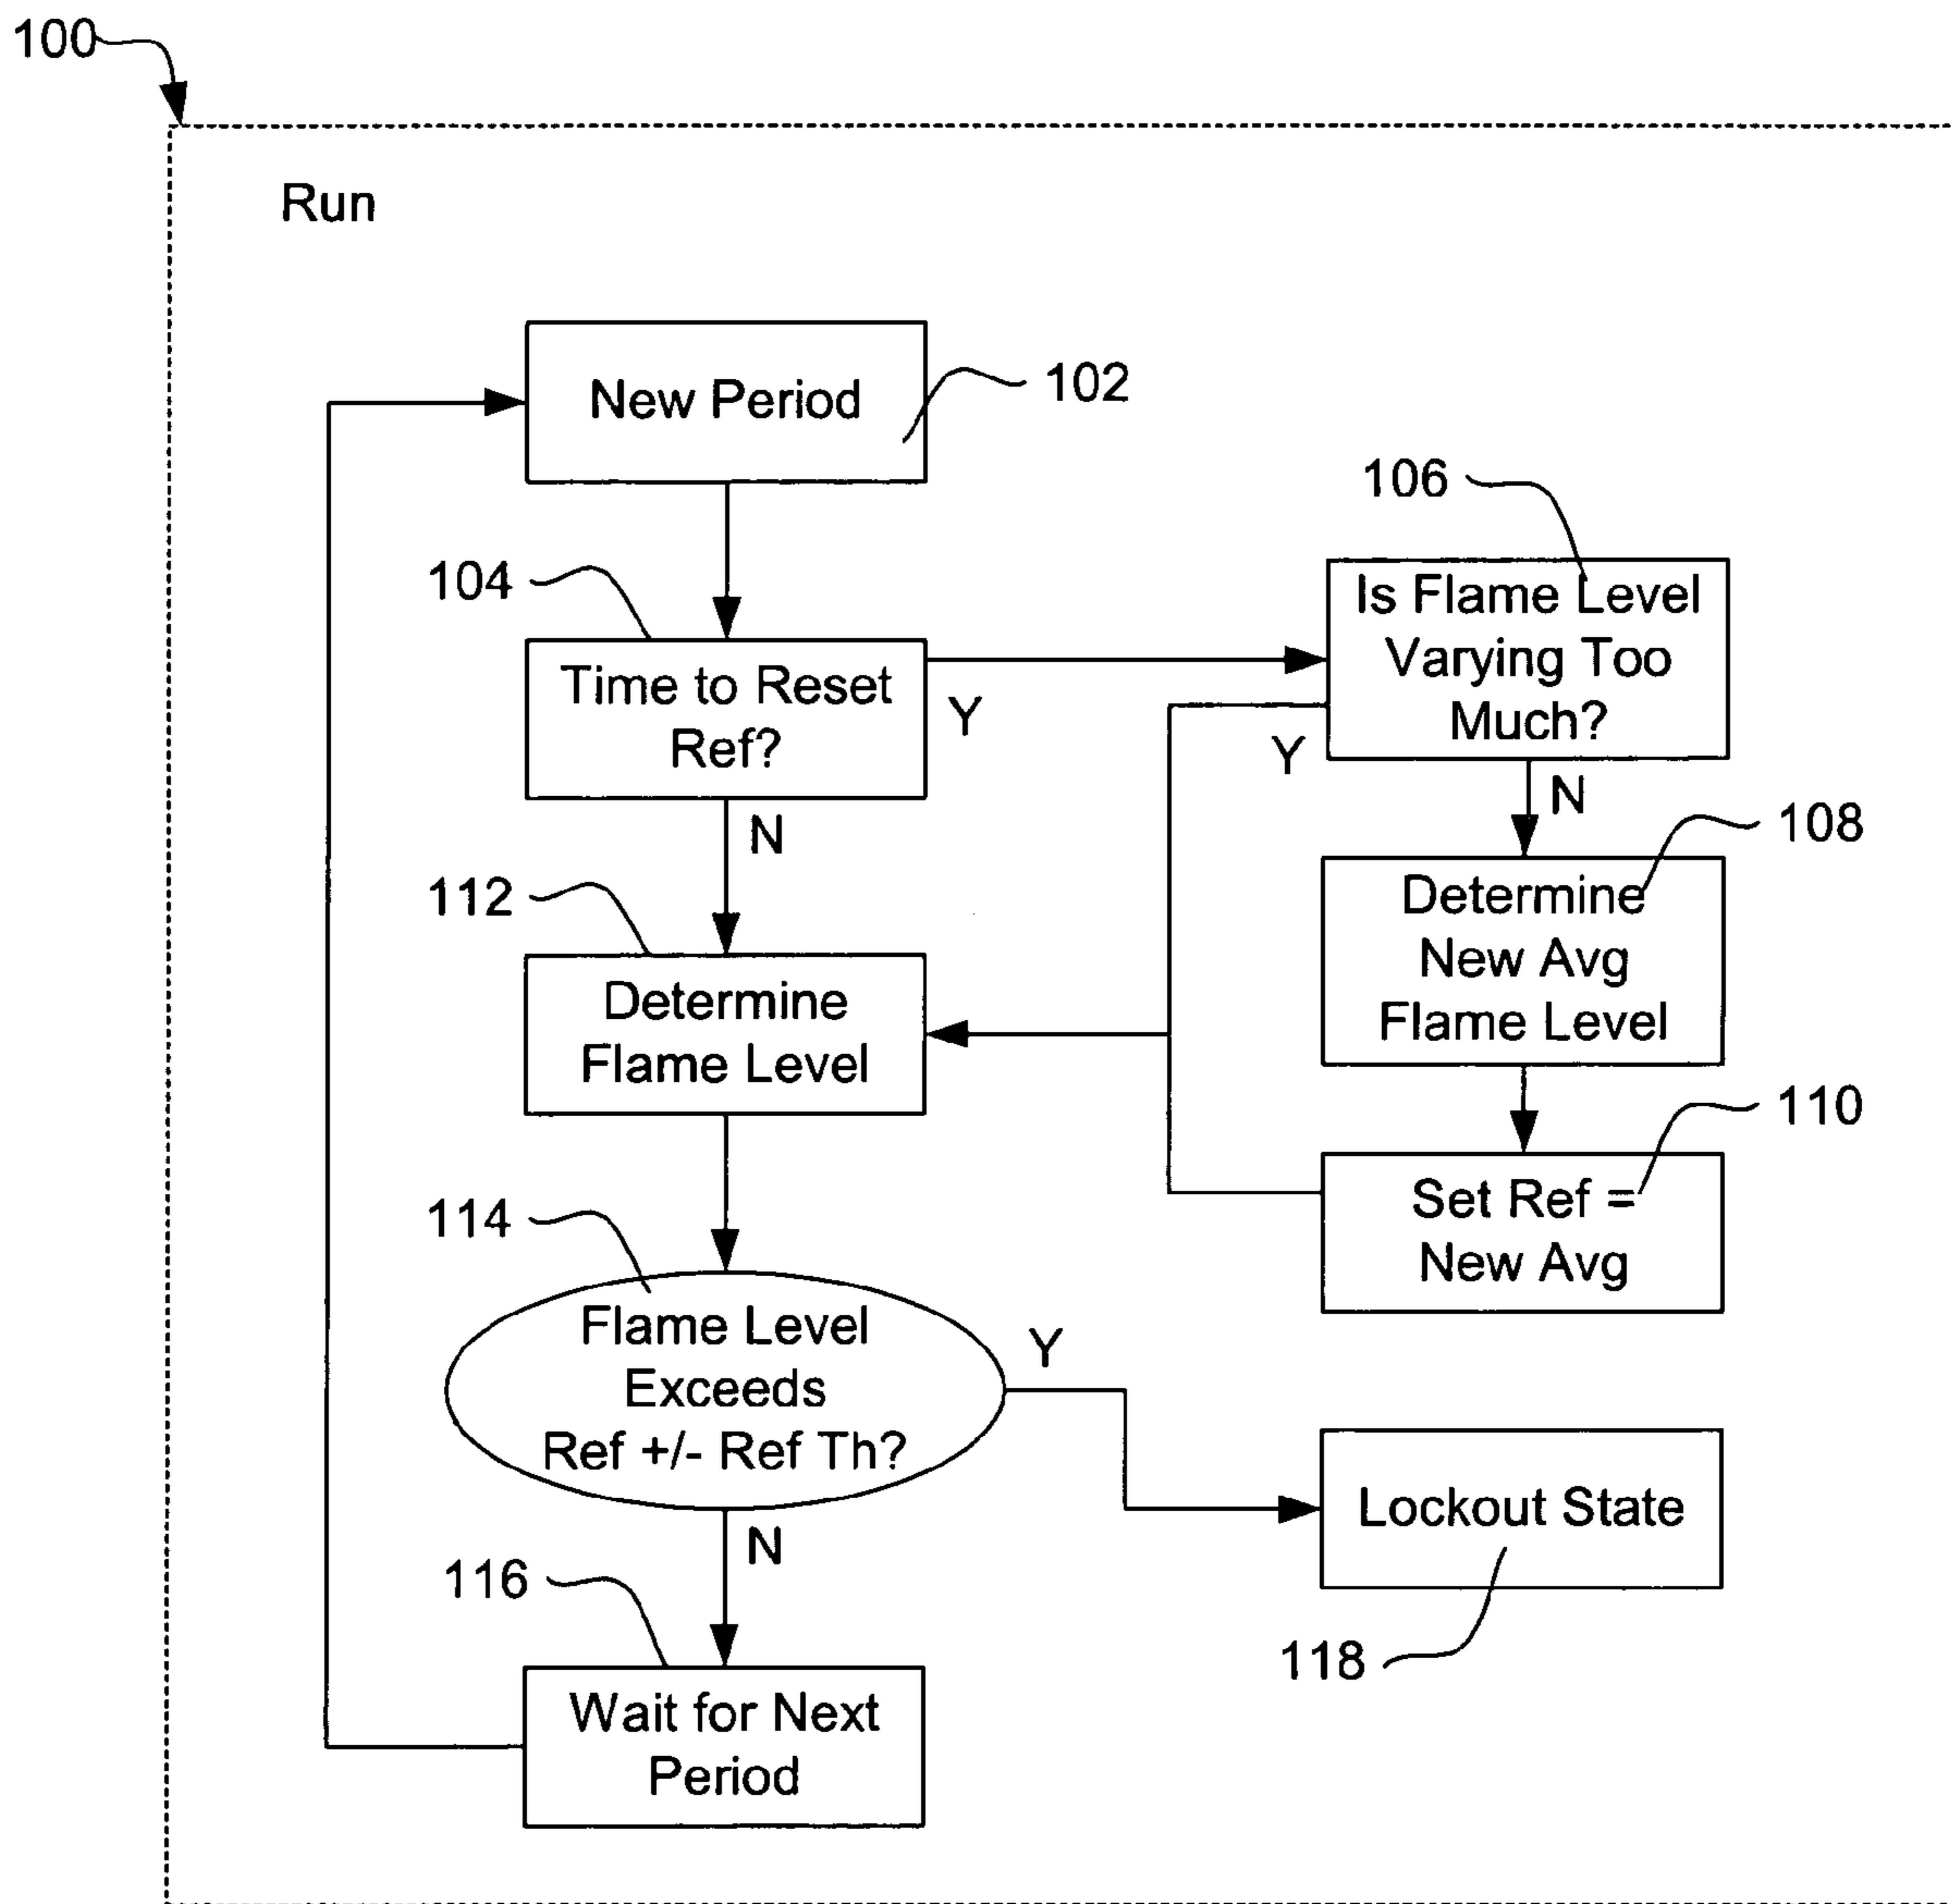 100
Run
New Period
102
106
104
Is Flame Level
Varying Too
Much?
Time to Reset
Ref?
Y
Y
N
N
108
112
Determine
New Avg
Flame Level
Determine
Flame Level
110
Set Ref =
New Avg
114
Flame Level
Exceeds
Ref +/- Ref Th?
Y
N
Lockout State
116
118
Wait for Next
Period